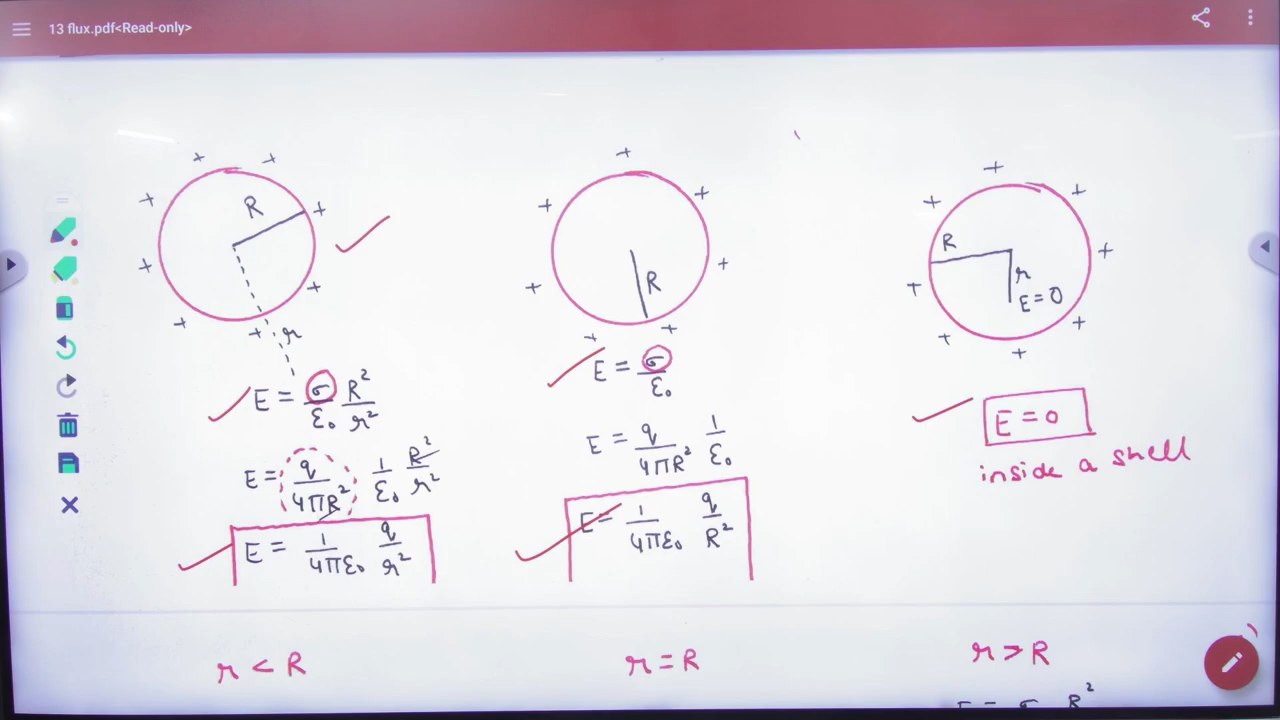 13 flux.pdf<Read-only>
+ + + + + + + +
R
r
E = σ/ε₀ R²/r²
E = q/4πR² 1/ε₀ R²/r²
E = 1/4πε₀ q/r²
+ + + + + + +
R
E = σ/ε₀
E = q/4πR² 1/ε₀
E = 1/4πε₀ q/R²
+ + + + + + + +
R
r
E = 0
E = 0
inside a shell
r < R
r = R
r > R